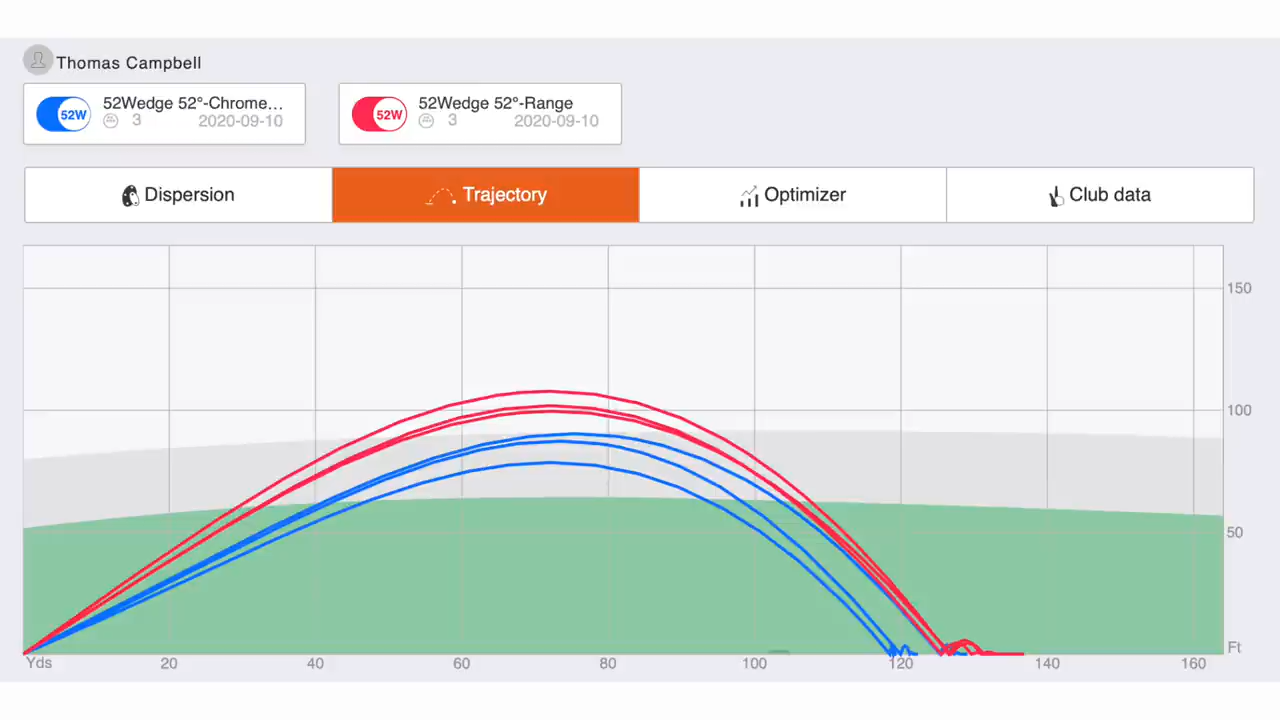 Thomas Campbell
52W
52Wedge 52°-Chrome...
3
2020-09-10
52W
52Wedge 52°-Range
3
2020-09-10
Dispersion
Trajectory
Optimizer
Club data
150
100
50
Ft
Yds
20
40
60
80
100
120
140
160